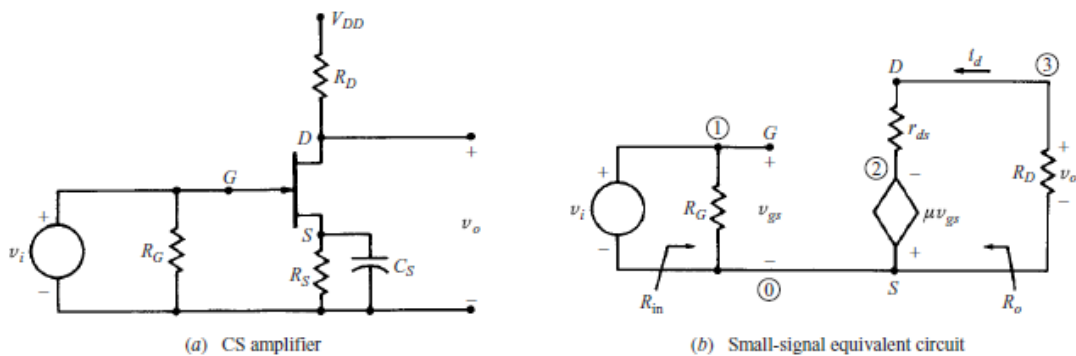 V_DD
R_D
D
+
G
+
v_i
−
R_G
S
R_S
C_S
v_o
−
(a) CS amplifier
D
i_d
③
r_ds
①
G
+
②
−
+
R_D
v_o
−
+
v_i
−
R_G
v_gs
μv_gs
−
+
⓪
S
R_in
R_o
(b) Small-signal equivalent circuit